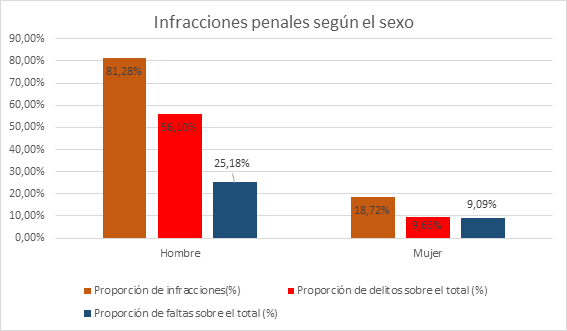 Infracciones penales según el sexo
90,00%
80,00%
70,00%
60,00%
50,00%
40,00%
30,00%
20,00%
10,00%
0,00%
81,28%
56,10%
25,18%
18,72%
9,63%
9,09%
Hombre
Mujer
Proporción de infracciones(%)
Proporción de delitos sobre el total (%)
Proporción de faltas sobre el total (%)